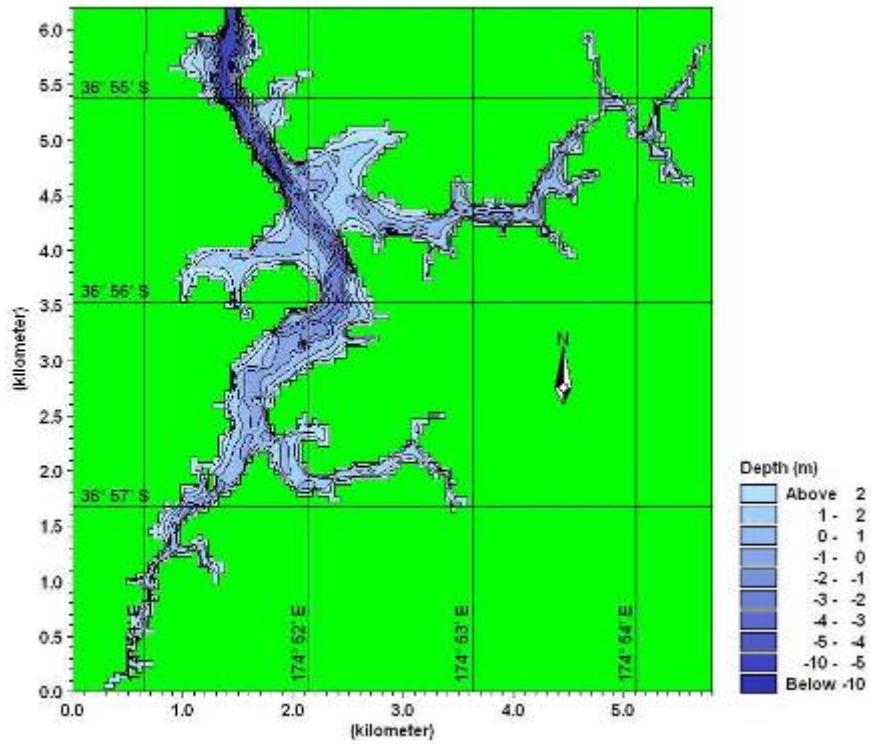 6.0
5.5
5.0
4.5
4.0
3.5
3.0
2.5
2.0
1.5
1.0
0.5
0.0
(kilometer)
36° 55' S
36° 56' S
36° 57' S
N
174° 52' E
174° 53' E
174° 54' E
0.0 1.0 2.0 3.0 4.0 5.0
(kilometer)
Depth (m)
Above 2
1 - 2
0 - 1
-1 - 0
-2 - -1
-3 - -2
-4 - -3
-5 - -4
-10 - -5
Below -10